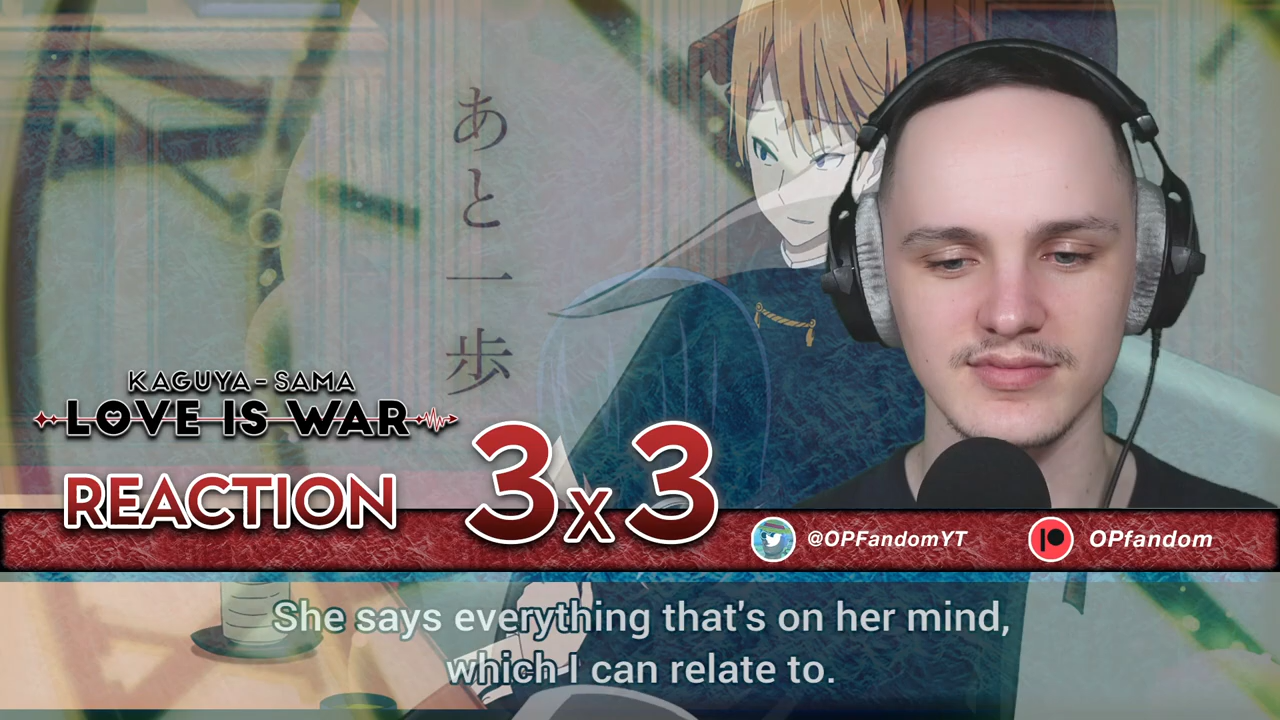 あと一歩
KAGUYA-SAMA
LOVE IS WAR
REACTION
3x3
@OPFandomYT
OPfandom
She says everything that's on her mind,
which I can relate to.